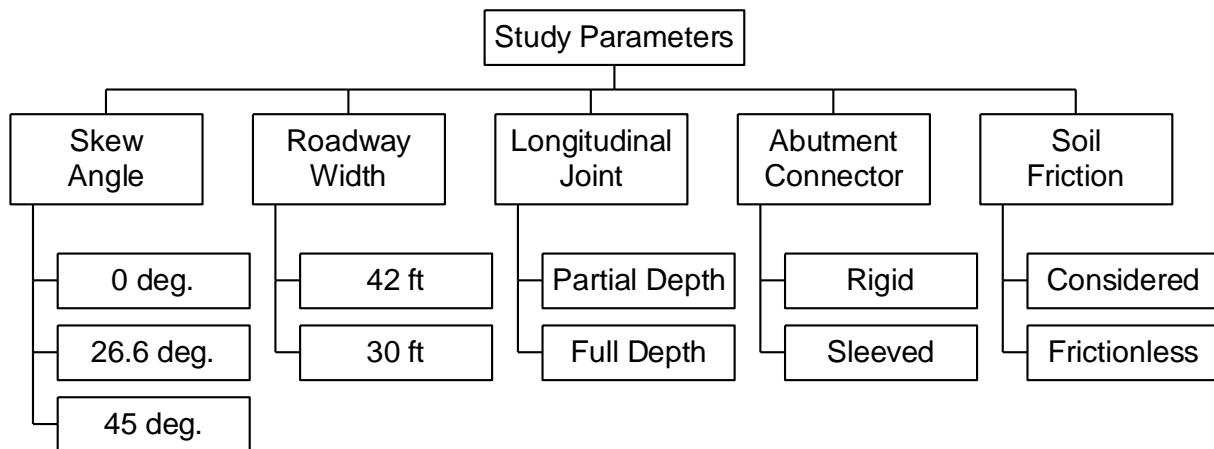 Study Parameters
Skew
Angle
Roadway
Width
Longitudinal
Joint
Abutment
Connector
Soil
Friction
0 deg.
26.6 deg.
45 deg.
42 ft
30 ft
Partial Depth
Full Depth
Rigid
Sleeved
Considered
Frictionless